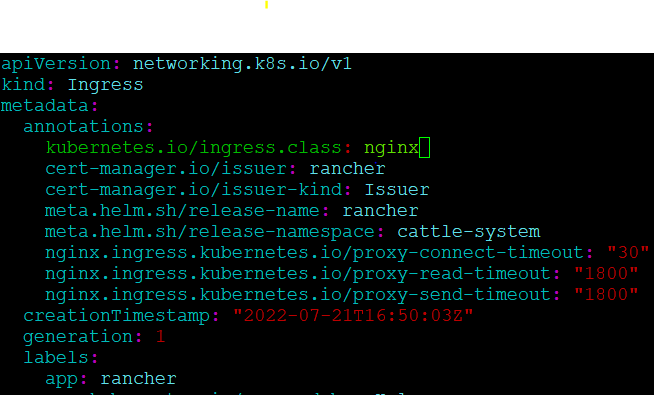 apiVersion: networking.k8s.io/v1
kind: Ingress
metadata:
  annotations:
    kubernetes.io/ingress.class: nginx
    cert-manager.io/issuer: rancher
    cert-manager.io/issuer-kind: Issuer
    meta.helm.sh/release-name: rancher
    meta.helm.sh/release-namespace: cattle-system
    nginx.ingress.kubernetes.io/proxy-connect-timeout: "30"
    nginx.ingress.kubernetes.io/proxy-read-timeout: "1800"
    nginx.ingress.kubernetes.io/proxy-send-timeout: "1800"
  creationTimestamp: "2022-07-21T16:50:03Z"
  generation: 1
  labels:
    app: rancher